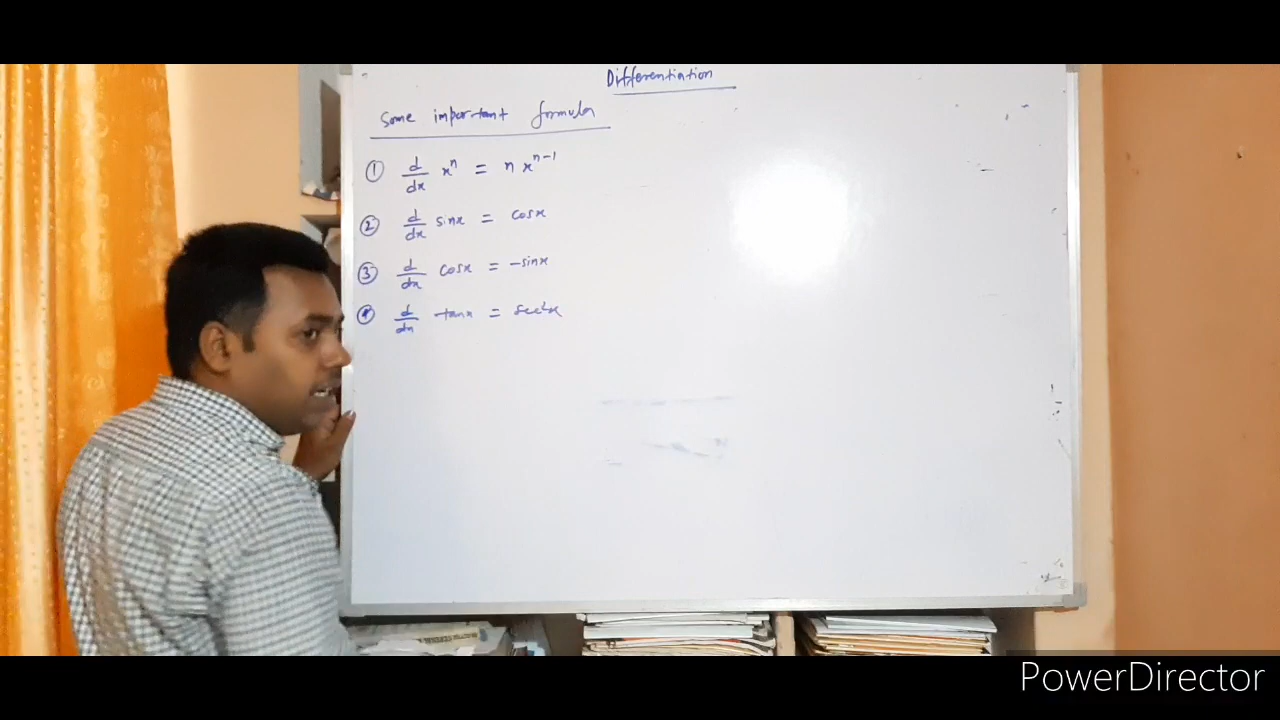 Differentiation
Some important formula
① d/dx xⁿ = n xⁿ⁻¹
② d/dx sinx = cosx
③ d/dx cosx = -sinx
④ d/dx tanx = sec²x
PowerDirector